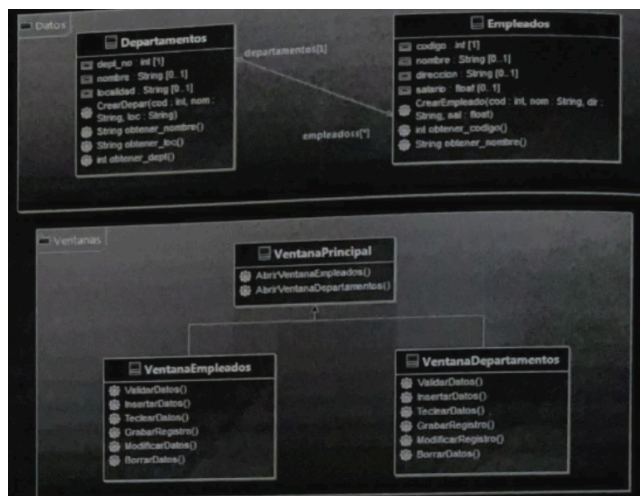 Datos
Departamentos
dept_no : int [1]
nombre : String [0..1]
localidad : String [0..1]
CrearDepar(cod : int, nom :
String, loc : String)
String obtener_nombre()
String obtener_loc()
int obtener_dept()
departamentos[1]
empleadoss[*]
Empleados
codigo : int [1]
nombre : String [0..1]
direccion : String [0..1]
salario : float [0..1]
CrearEmpleado(cod : int, nom : String, dir :
String, sal : float)
int obtener_codigo()
String obtener_nombre()
Ventanas
VentanaPrincipal
AbrirVentanaEmpleados()
AbrirVentanaDepartamentos()
VentanaEmpleados
ValidarDatos()
InsertarDatos()
TeclearDatos()
GrabarRegistro()
ModificarDatos()
BorrarDatos()
VentanaDepartamentos
ValidarDatos()
InsertarDatos()
TeclearDatos()
GrabarRegistro()
ModificarRegistro()
BorrarDatos()